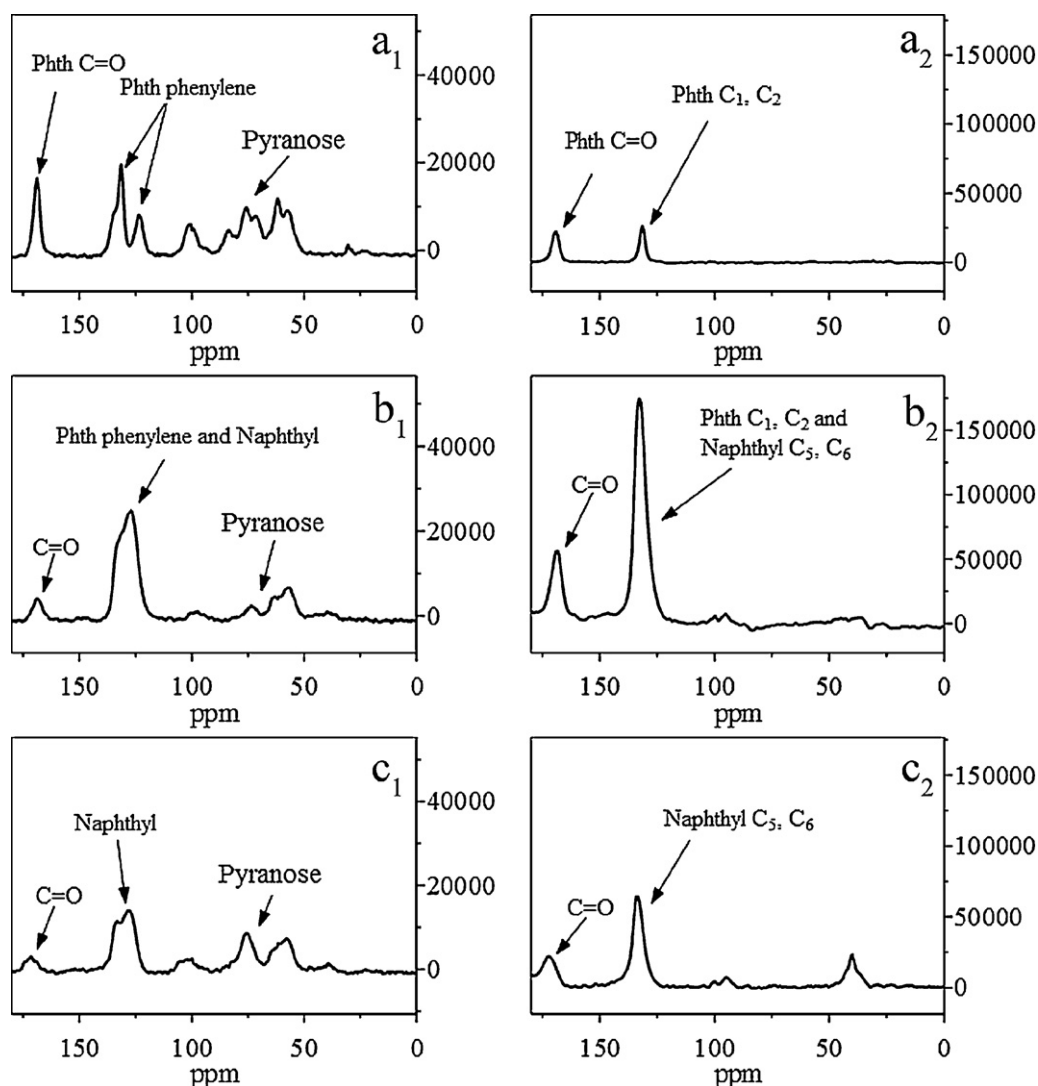 a1
Phth C=O
Phth phenylene
Pyranose
40000
20000
0
150 100 50 0
ppm
a2
Phth C1, C2
Phth C=O
150000
100000
50000
0
150 100 50 0
ppm
b1
Phth phenylene and Naphthyl
C=O
Pyranose
40000
20000
0
150 100 50 0
ppm
b2
Phth C1, C2 and
Naphthyl C5, C6
C=O
150000
100000
50000
0
150 100 50 0
ppm
c1
Naphthyl
C=O
Pyranose
40000
20000
0
150 100 50 0
ppm
c2
Naphthyl C5, C6
C=O
150000
100000
50000
0
150 100 50 0
ppm